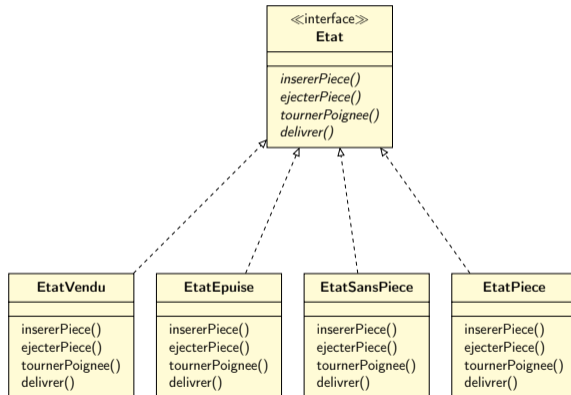 ≪interface≫
Etat
insererPiece()
ejecterPiece()
tournerPoignee()
delivrer()
EtatVendu
insererPiece()
ejecterPiece()
tournerPoignee()
delivrer()
EtatEpuise
insererPiece()
ejecterPiece()
tournerPoignee()
delivrer()
EtatSansPiece
insererPiece()
ejecterPiece()
tournerPoignee()
delivrer()
EtatPiece
insererPiece()
ejecterPiece()
tournerPoignee()
delivrer()